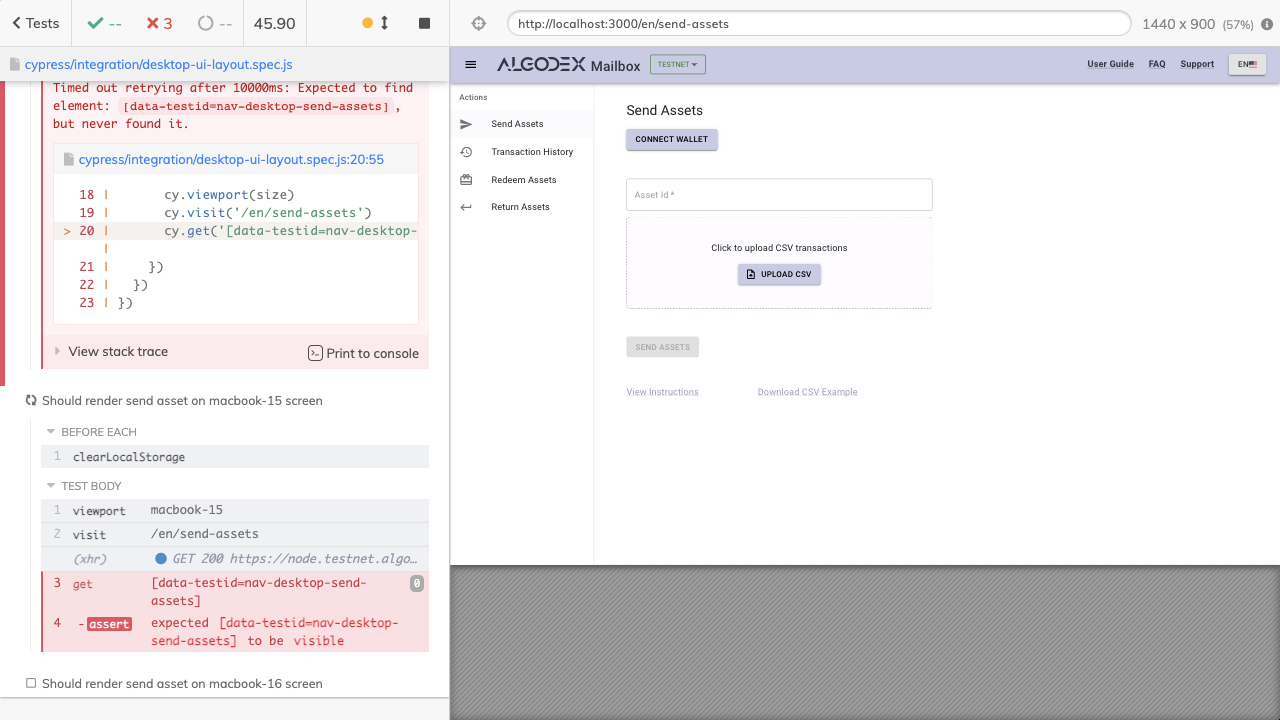 Tests
--
3
--
45.90
http://localhost:3000/en/send-assets
1440 x 900 (57%)
cypress/integration/desktop-ui-layout.spec.js
Timed out retrying after 10000ms: Expected to find
element: [data-testid=nav-desktop-send-assets],
but never found it.
cypress/integration/desktop-ui-layout.spec.js:20:55
18 | cy.viewport(size)
19 | cy.visit('/en/send-assets')
> 20 | cy.get('[data-testid=nav-desktop-
|
21 | })
22 | })
23 | })
View stack trace
Print to console
Should render send asset on macbook-15 screen
BEFORE EACH
1 clearLocalStorage
TEST BODY
1 viewport macbook-15
2 visit /en/send-assets
(xhr) GET 200 https://node.testnet.algo…
3 get [data-testid=nav-desktop-send-
assets]
0
4 -assert expected [data-testid=nav-desktop-
send-assets] to be visible
Should render send asset on macbook-16 screen
ALGODEX Mailbox
TESTNET
User Guide
FAQ
Support
EN
Actions
Send Assets
Transaction History
Redeem Assets
Return Assets
Send Assets
CONNECT WALLET
Asset Id *
Click to upload CSV transactions
UPLOAD CSV
SEND ASSETS
View Instructions
Download CSV Example